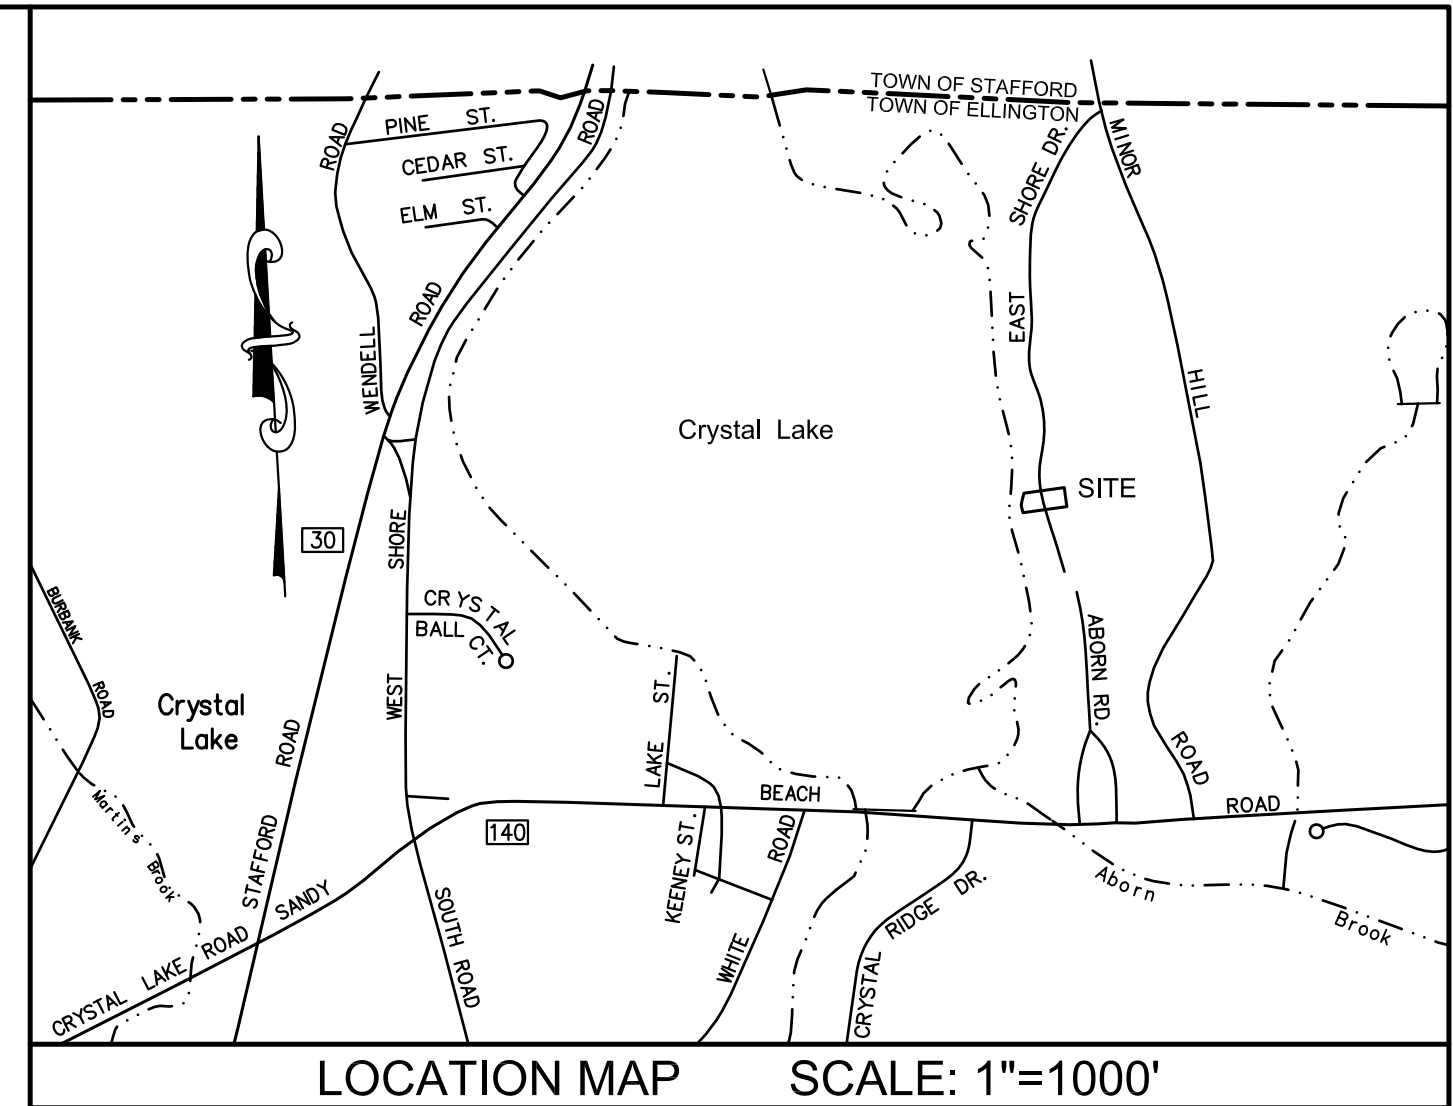 TOWN OF STAFFORD
TOWN OF ELLINGTON
PINE ST.
CEDAR ST.
ELM ST.
WENDELL ROAD
STAFFORD ROAD ROAD
WEST SHORE ROAD
EAST SHORE DR.
MINOR HILL ROAD
Crystal Lake
SITE
30
CRYSTAL
BALL CT.
BURBANK ROAD
Crystal
Lake
Martins Brook
ABORN RD.
LAKE ST.
SANDY BEACH ROAD
140
KEENEY ST.
WHITE ROAD
CRYSTAL RIDGE DR.
Aborn Brook
SOUTH ROAD
CRYSTAL LAKE ROAD
LOCATION MAP SCALE: 1"=1000'